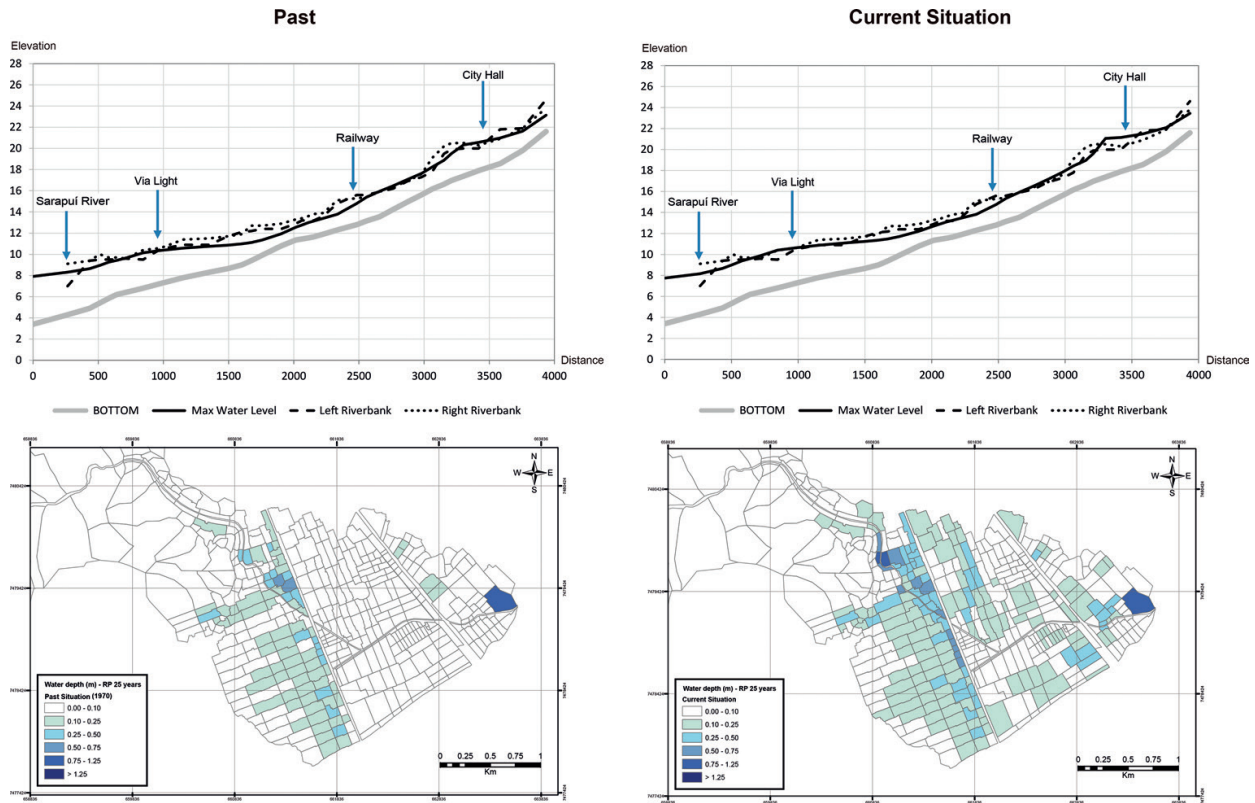 Past
Elevation
28
26
24
22
20
18
16
14
12
10
8
6
4
2
0
Sarapuí River
Via Light
Railway
City Hall
0 500 1000 1500 2000 2500 3000 3500 4000
Distance
BOTTOM Max Water Level Left Riverbank Right Riverbank
Current Situation
Elevation
28
26
24
22
20
18
16
14
12
10
8
6
4
2
0
Sarapuí River
Via Light
Railway
City Hall
0 500 1000 1500 2000 2500 3000 3500 4000
Distance
BOTTOM Max Water Level Left Riverbank Right Riverbank
N
W E
S
Water depth (m) - RP 25 years
Past Situation (1970)
0.00 - 0.10
0.10 - 0.25
0.25 - 0.50
0.50 - 0.75
0.75 - 1.25
> 1.25
0 0.25 0.5 1
Km
N
W E
S
Water depth (m) - RP 25 years
Current Situation
0.00 - 0.10
0.10 - 0.25
0.25 - 0.50
0.50 - 0.75
0.75 - 1.25
> 1.25
0 0.25 0.5 1
Km